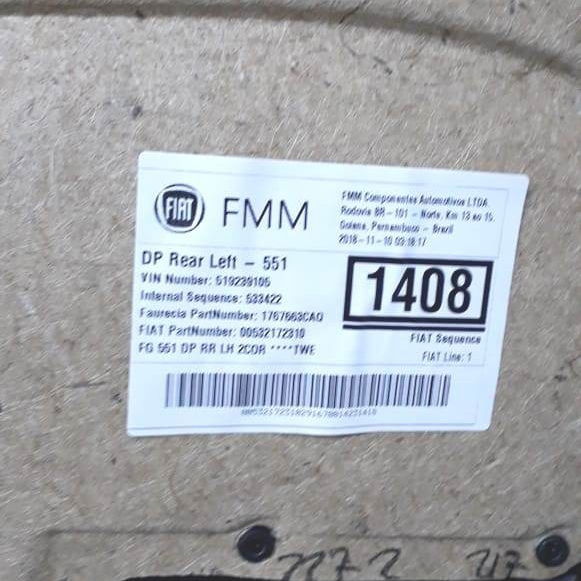 FIAT FMM
FMM Componentes Automotivos LTDA
Rodovia BR-101 - Norte, Km 13 ao 15
Goiana, Pernambuco - Brazil
2018-11-10 03:18:17
DP Rear Left - 551
VIN Number: 519239105
Internal Sequence: 533422
Faurecia PartNumber: 1767663CAQ
FIAT PartNumber: 00532172310
FG 551 DP RR LH 2COR ****TWE
1408
FIAT Sequence
FIAT Line: 1